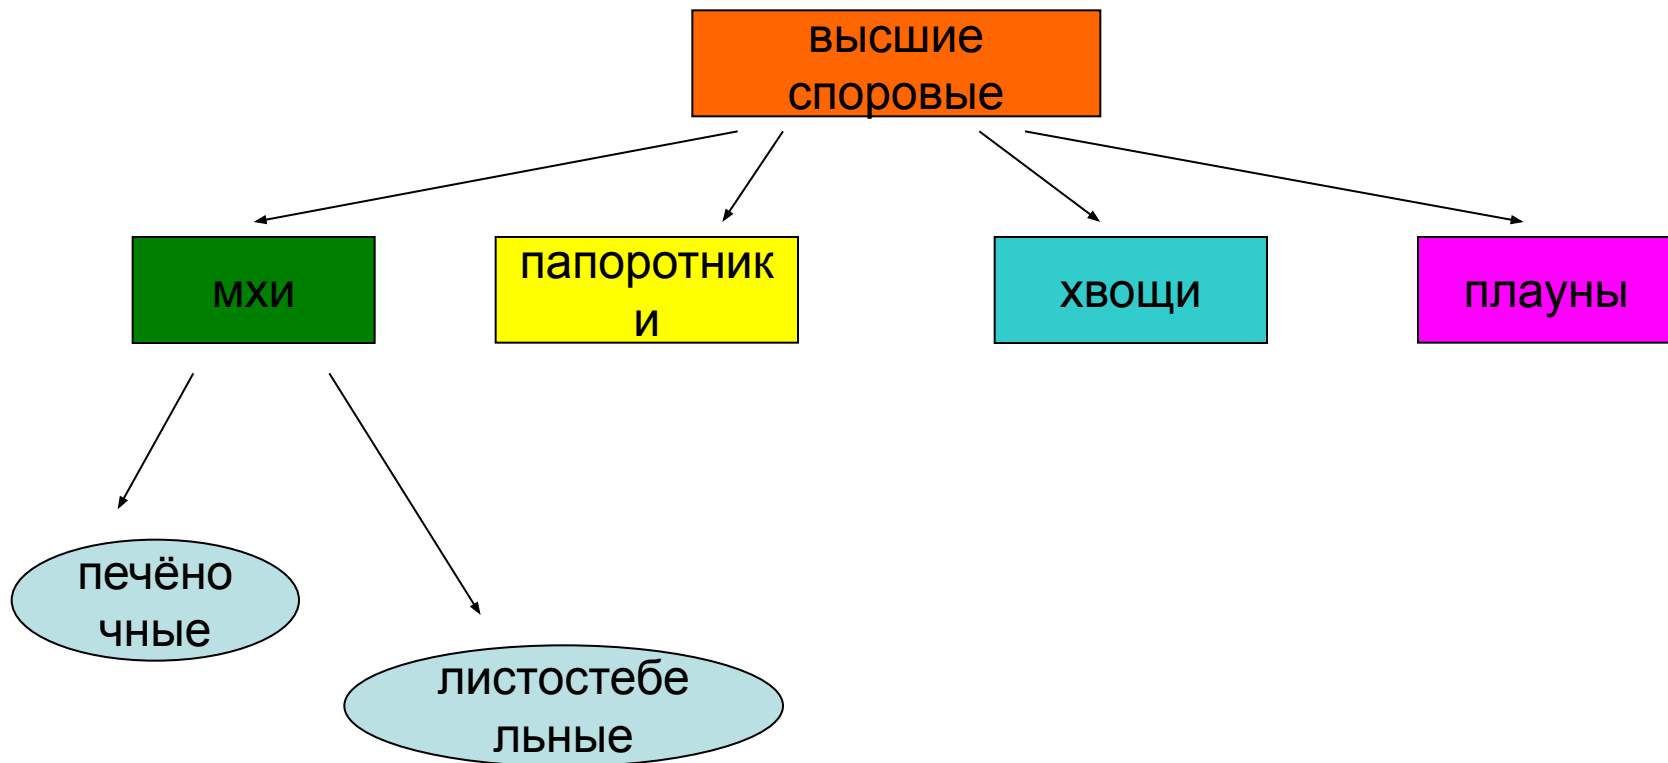 высшие
споровые
мхи
папоротник
и
хвощи
плауны
печёно
чные
листостебе
льные